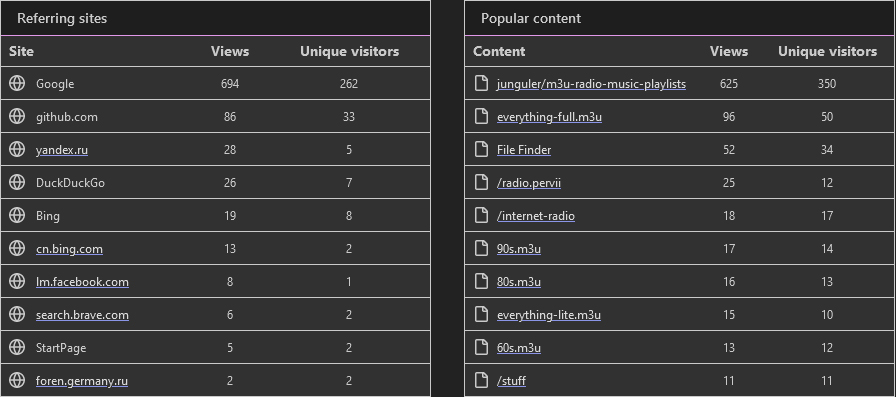 Referring sites
Site Views Unique visitors
Google 694 262
github.com 86 33
yandex.ru 28 5
DuckDuckGo 26 7
Bing 19 8
cn.bing.com 13 2
lm.facebook.com 8 1
search.brave.com 6 2
StartPage 5 2
foren.germany.ru 2 2
Popular content
Content Views Unique visitors
junguler/m3u-radio-music-playlists 625 350
everything-full.m3u 96 50
File Finder 52 34
/radio.pervii 25 12
/internet-radio 18 17
90s.m3u 17 14
80s.m3u 16 13
everything-lite.m3u 15 10
60s.m3u 13 12
/stuff 11 11